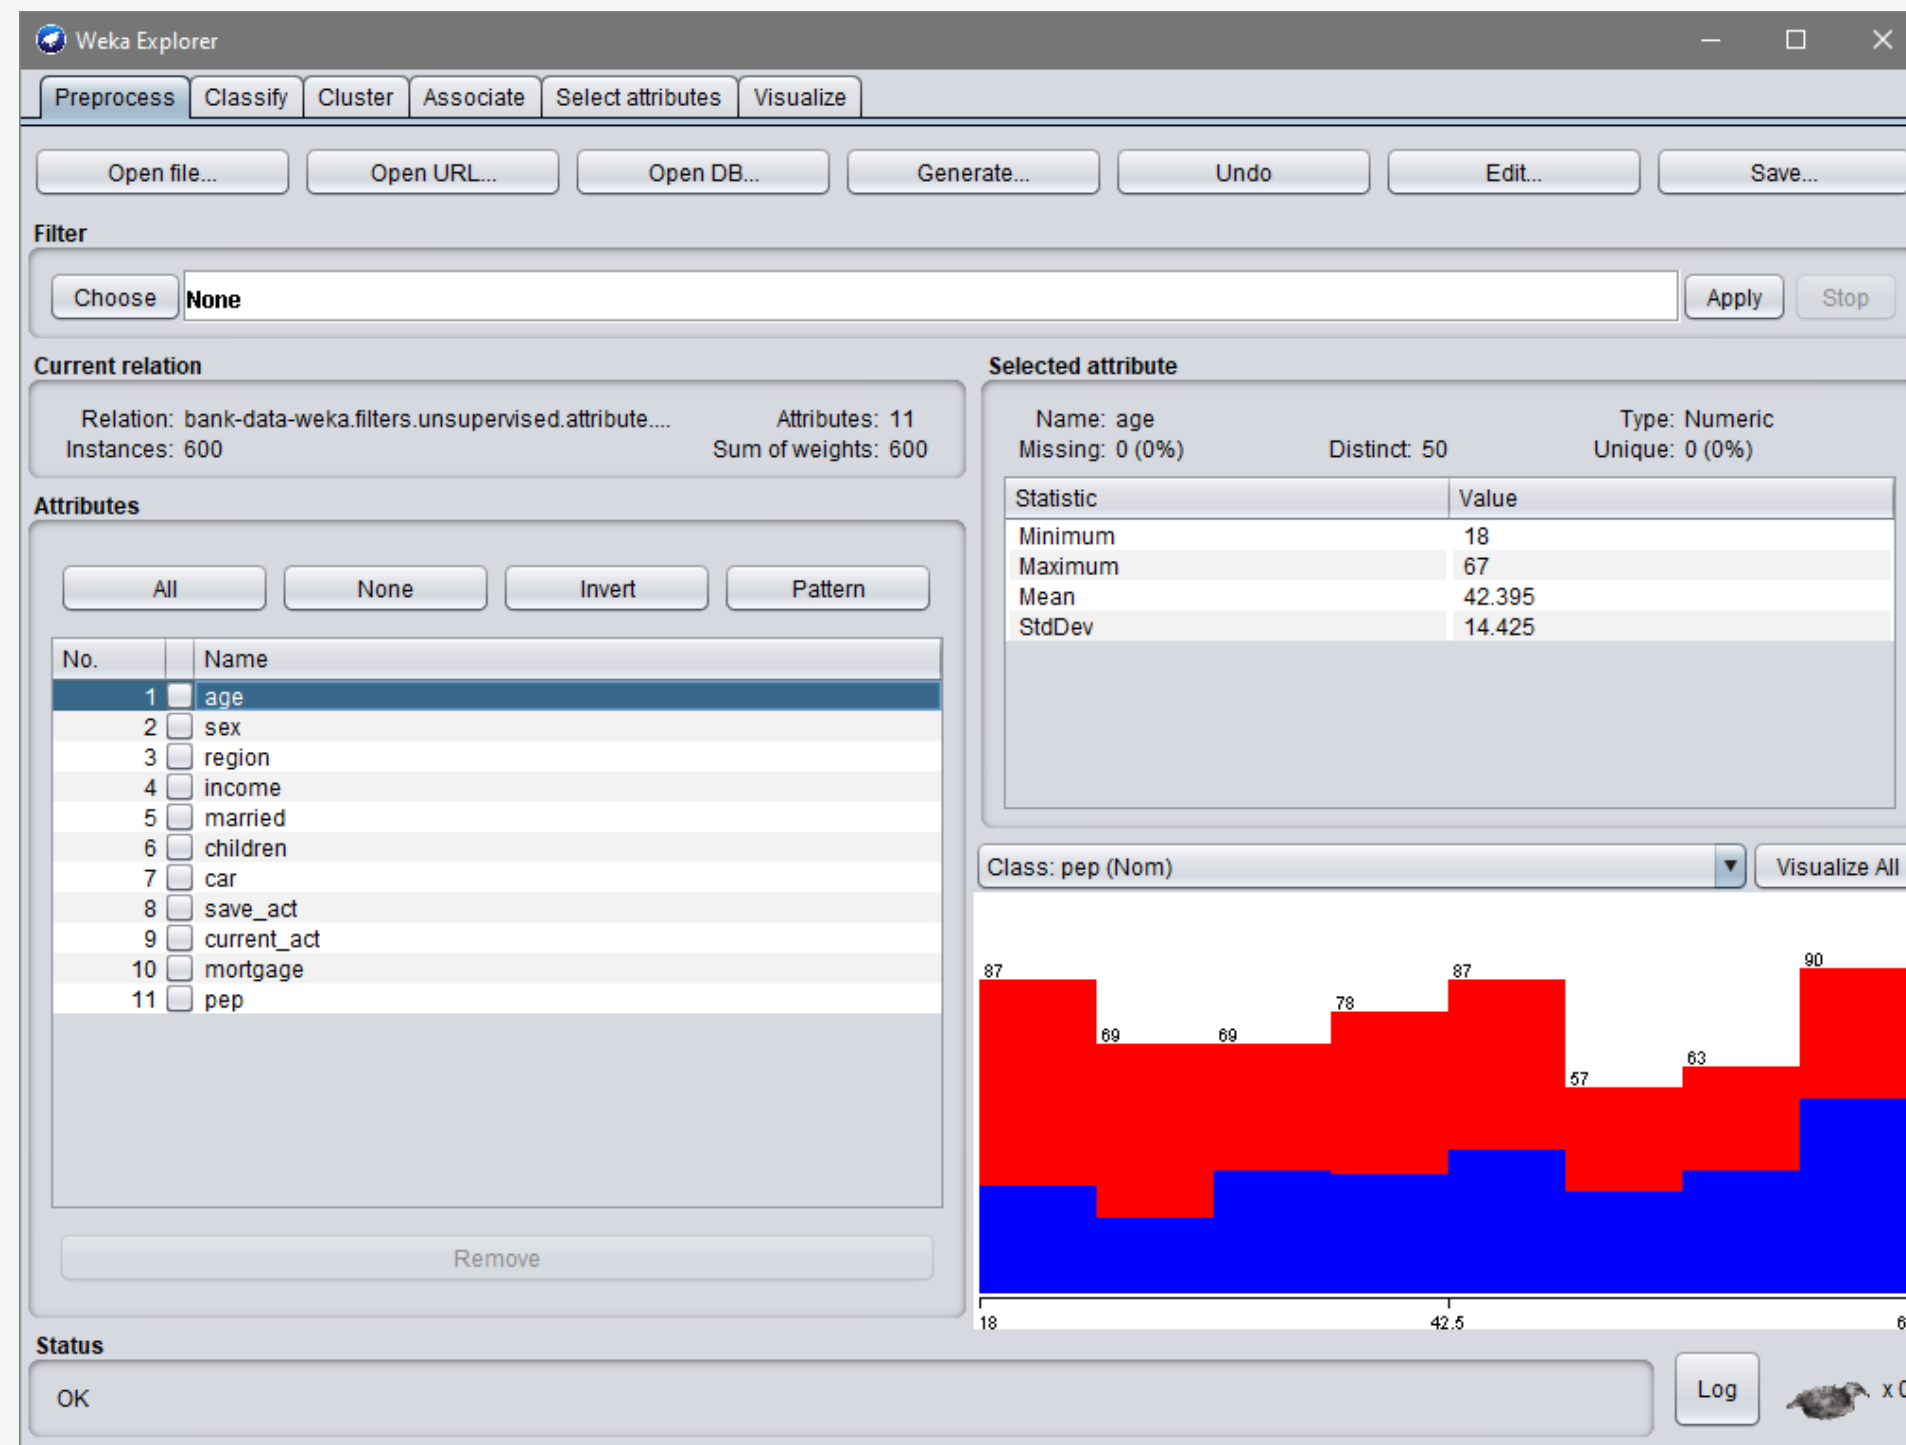 Weka Explorer
Preprocess Classify Cluster Associate Select attributes Visualize
Open file... Open URL... Open DB... Generate... Undo Edit... Save...
Filter
Choose None Apply Stop
Current relation
Relation: bank-data-weka.filters.unsupervised.attribute.... Attributes: 11
Instances: 600 Sum of weights: 600
Attributes
All None Invert Pattern
No. Name
1 age
2 sex
3 region
4 income
5 married
6 children
7 car
8 save_act
9 current_act
10 mortgage
11 pep
Remove
Selected attribute
Name: age Type: Numeric
Missing: 0 (0%) Distinct: 50 Unique: 0 (0%)
Statistic Value
Minimum 18
Maximum 67
Mean 42.395
StdDev 14.425
Class: pep (Nom) Visualize All
87 69 69 78 87 57 63 90
18 42.5
Status
OK
Log x 0